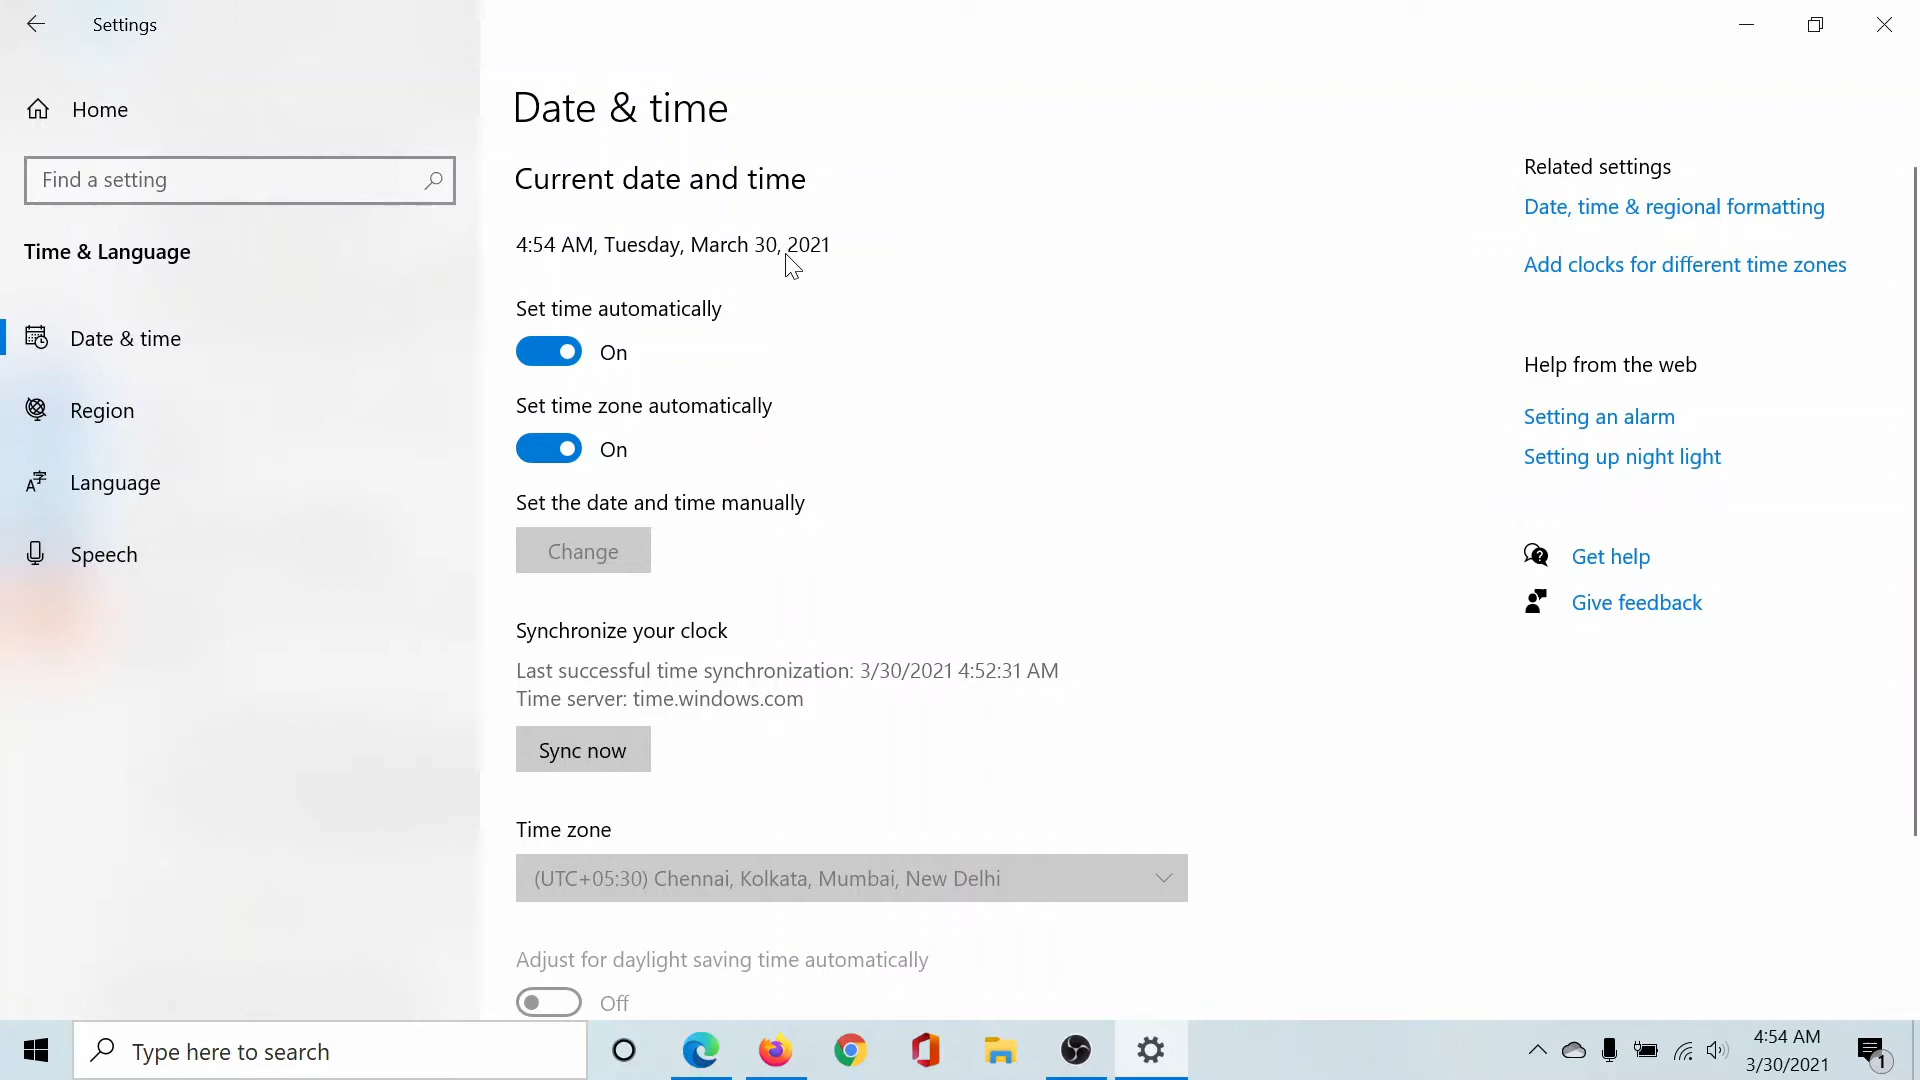 Settings
Home
Find a setting
Time & Language
Date & time
Region
Language
Speech
Date & time
Current date and time
4:54 AM, Tuesday, March 30, 2021
Set time automatically
On
Set time zone automatically
On
Set the date and time manually
Change
Synchronize your clock
Last successful time synchronization: 3/30/2021 4:52:31 AM
Time server: time.windows.com
Sync now
Time zone
(UTC+05:30) Chennai, Kolkata, Mumbai, New Delhi
Adjust for daylight saving time automatically
Off
Related settings
Date, time & regional formatting
Add clocks for different time zones
Help from the web
Setting an alarm
Setting up night light
Get help
Give feedback
Type here to search
4:54 AM
3/30/2021
1